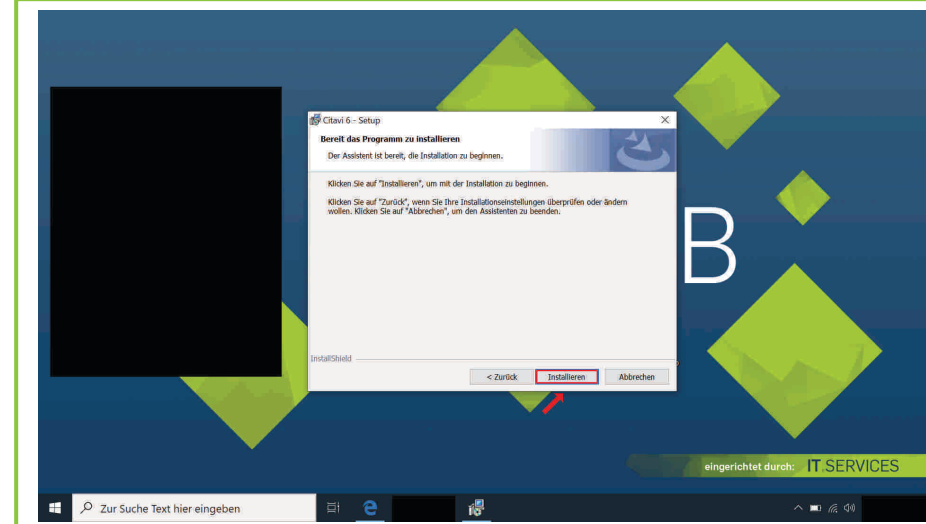 Citavi 6 - Setup
Bereit das Programm zu installieren
Der Assistent ist bereit, die Installation zu beginnen.
Klicken Sie auf "Installieren", um mit der Installation zu beginnen.
Klicken Sie auf "Zurück", wenn Sie Ihre Installationseinstellungen überprüfen oder ändern
wollen. Klicken Sie auf "Abbrechen", um den Assistenten zu beenden.
B
InstallShield
< Zurück Installieren Abbrechen
eingerichtet durch: IT.SERVICES
Zur Suche Text hier eingeben